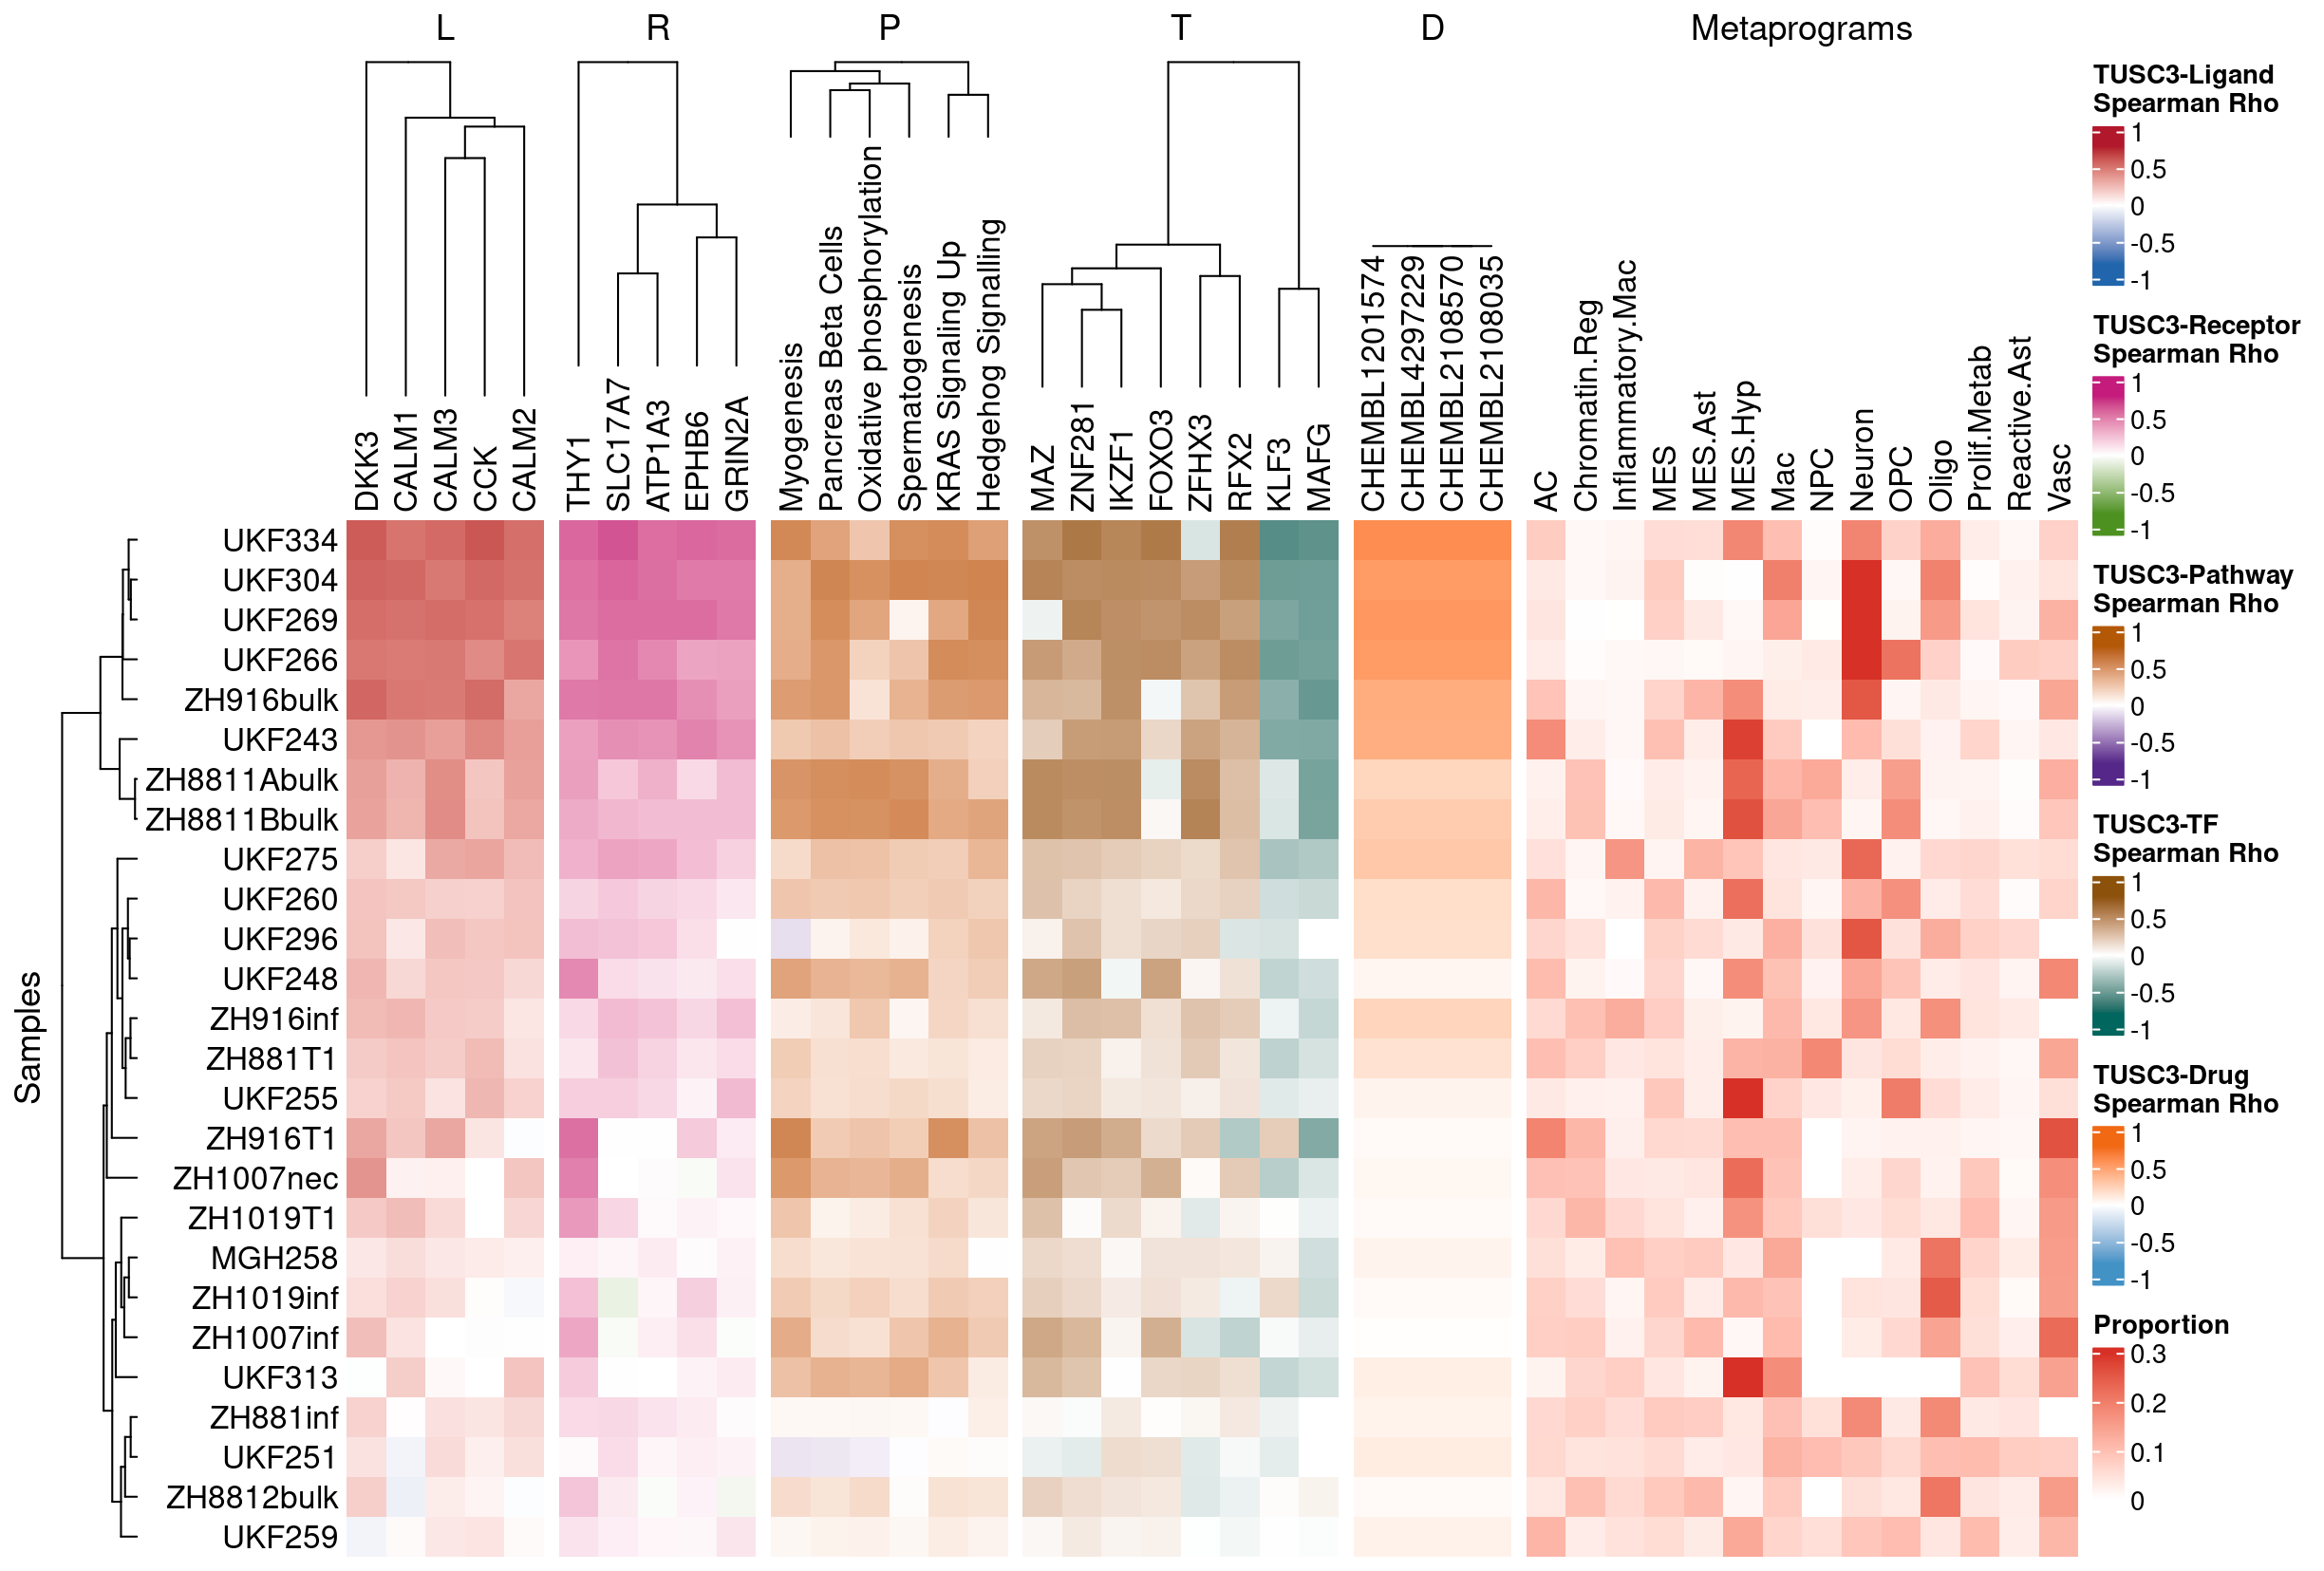 L R P T D Metaprograms
DKK3
CALM1
CALM3
CCK
CALM2
THY1
SLC17A7
ATP1A3
EPHB6
GRIN2A
Myogenesis
Pancreas Beta Cells
Oxidative phosphorylation
Spermatogenesis
KRAS Signaling Up
Hedgehog Signalling
MAZ
ZNF281
IKZF1
FOXO3
ZFHX3
RFX2
KLF3
MAFG
CHEMBL1201574
CHEMBL4297229
CHEMBL2108570
CHEMBL2108035
AC
Chromatin.Reg
Inflammatory.Mac
MES
MES.Ast
MES.Hyp
Mac
NPC
Neuron
OPC
Oligo
Prolif.Metab
Reactive.Ast
Vasc
Samples
UKF334
UKF304
UKF269
UKF266
ZH916bulk
UKF243
ZH8811Abulk
ZH8811Bbulk
UKF275
UKF260
UKF296
UKF248
ZH916inf
ZH881T1
UKF255
ZH916T1
ZH1007nec
ZH1019T1
MGH258
ZH1019inf
ZH1007inf
UKF313
ZH881inf
UKF251
ZH8812bulk
UKF259
TUSC3-Ligand
Spearman Rho
1
0.5
0
-0.5
-1
TUSC3-Receptor
Spearman Rho
1
0.5
0
-0.5
-1
TUSC3-Pathway
Spearman Rho
1
0.5
0
-0.5
-1
TUSC3-TF
Spearman Rho
1
0.5
0
-0.5
-1
TUSC3-Drug
Spearman Rho
1
0.5
0
-0.5
-1
Proportion
0.3
0.2
0.1
0